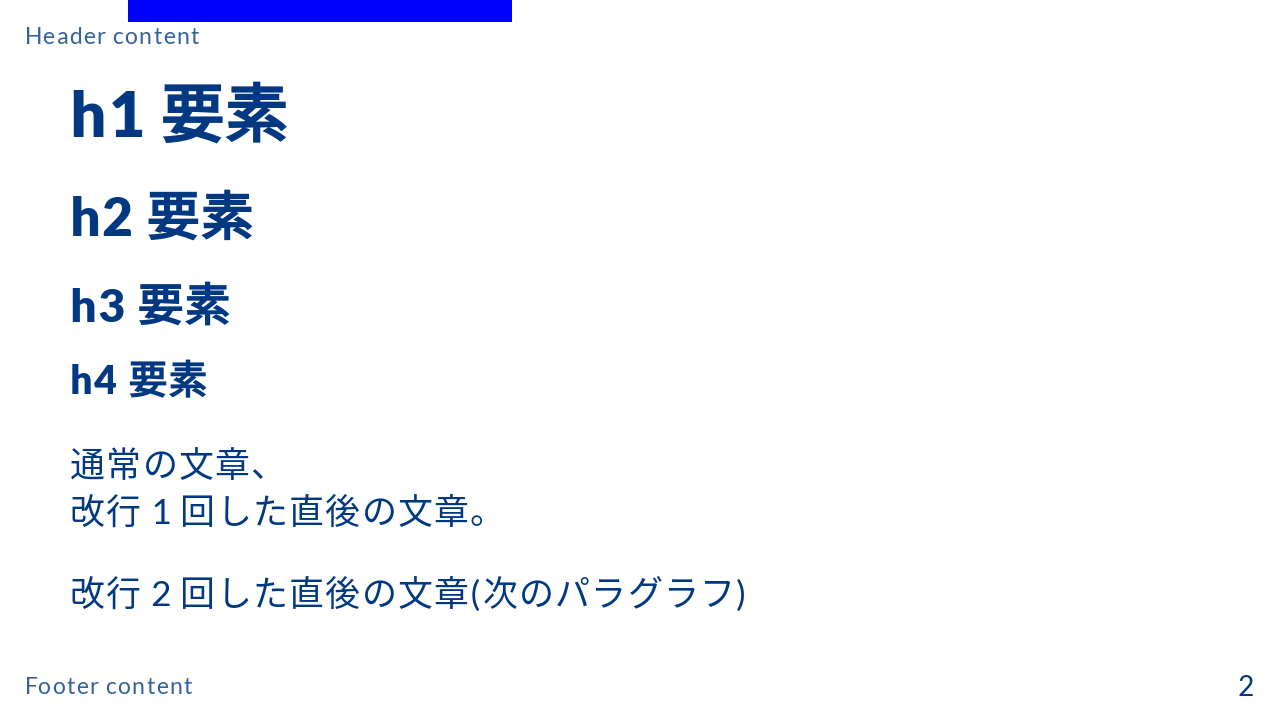 Header content
h1 要素
h2 要素
h3 要素
h4 要素
通常の文章、
改行 1 回した直後の文章。
改行 2 回した直後の文章(次のパラグラフ)
Footer content
2